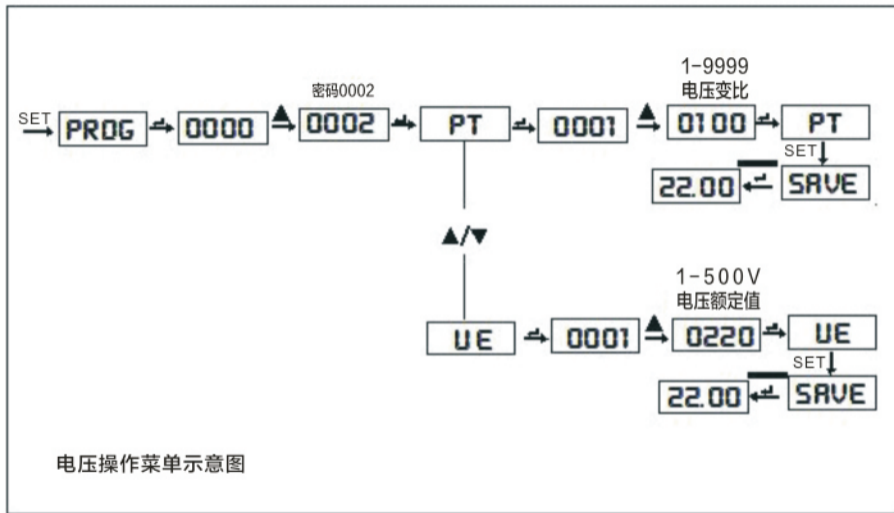 1-9999
电压变比
密码0002
SET PROG 0000 ▲ 0002 PT 0001 ▲ 0100 PT
SET
22.00 SAVE
▲/▼
1-500V
电压额定值
UE 0001 ▲ 0220 UE
SET
22.00 SAVE
电压操作菜单示意图